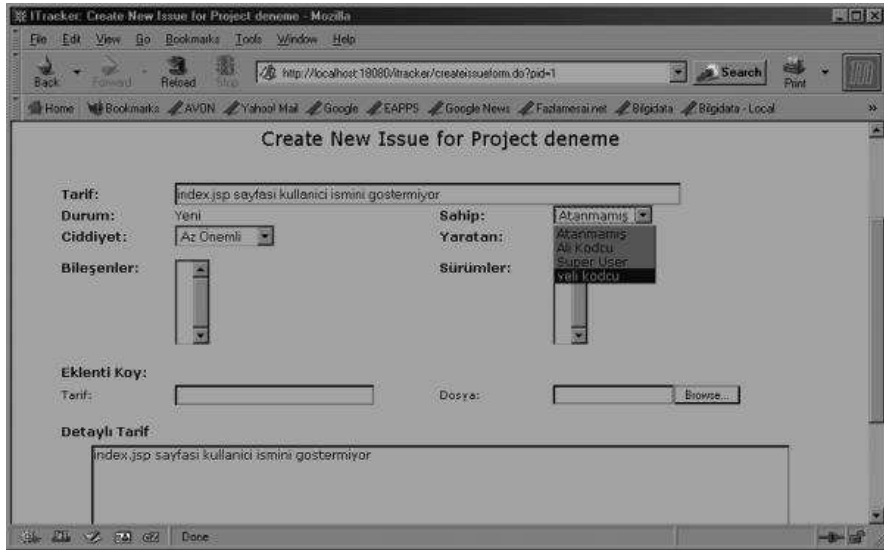 ITracker: Create New Issue for Project deneme - Mozilla
File Edit View Go Bookmarks Tools Window Help
Back Forward Reload Stop http://localhost:18080/itracker/createissueform.do?pid=1 Search Print
Home Bookmarks AVON Yahoo! Mail Google EAPPS Google News Fazlamesai.net Bilgidata Bilgidata - Local
Create New Issue for Project deneme
Tarif: index.jsp sayfasi kullanici ismini gostermiyor
Durum: Yeni Sahip: Atanmamış
Ciddiyet: Az Önemli Yaratan: Atanmamış
Ali Kodcu
Bileşenler: Sürümler: Super User
veli kodcu
Eklenti Koy:
Tarif: Dosya: Browse...
Detaylı Tarif
index.jsp sayfasi kullanici ismini gostermiyor
Done